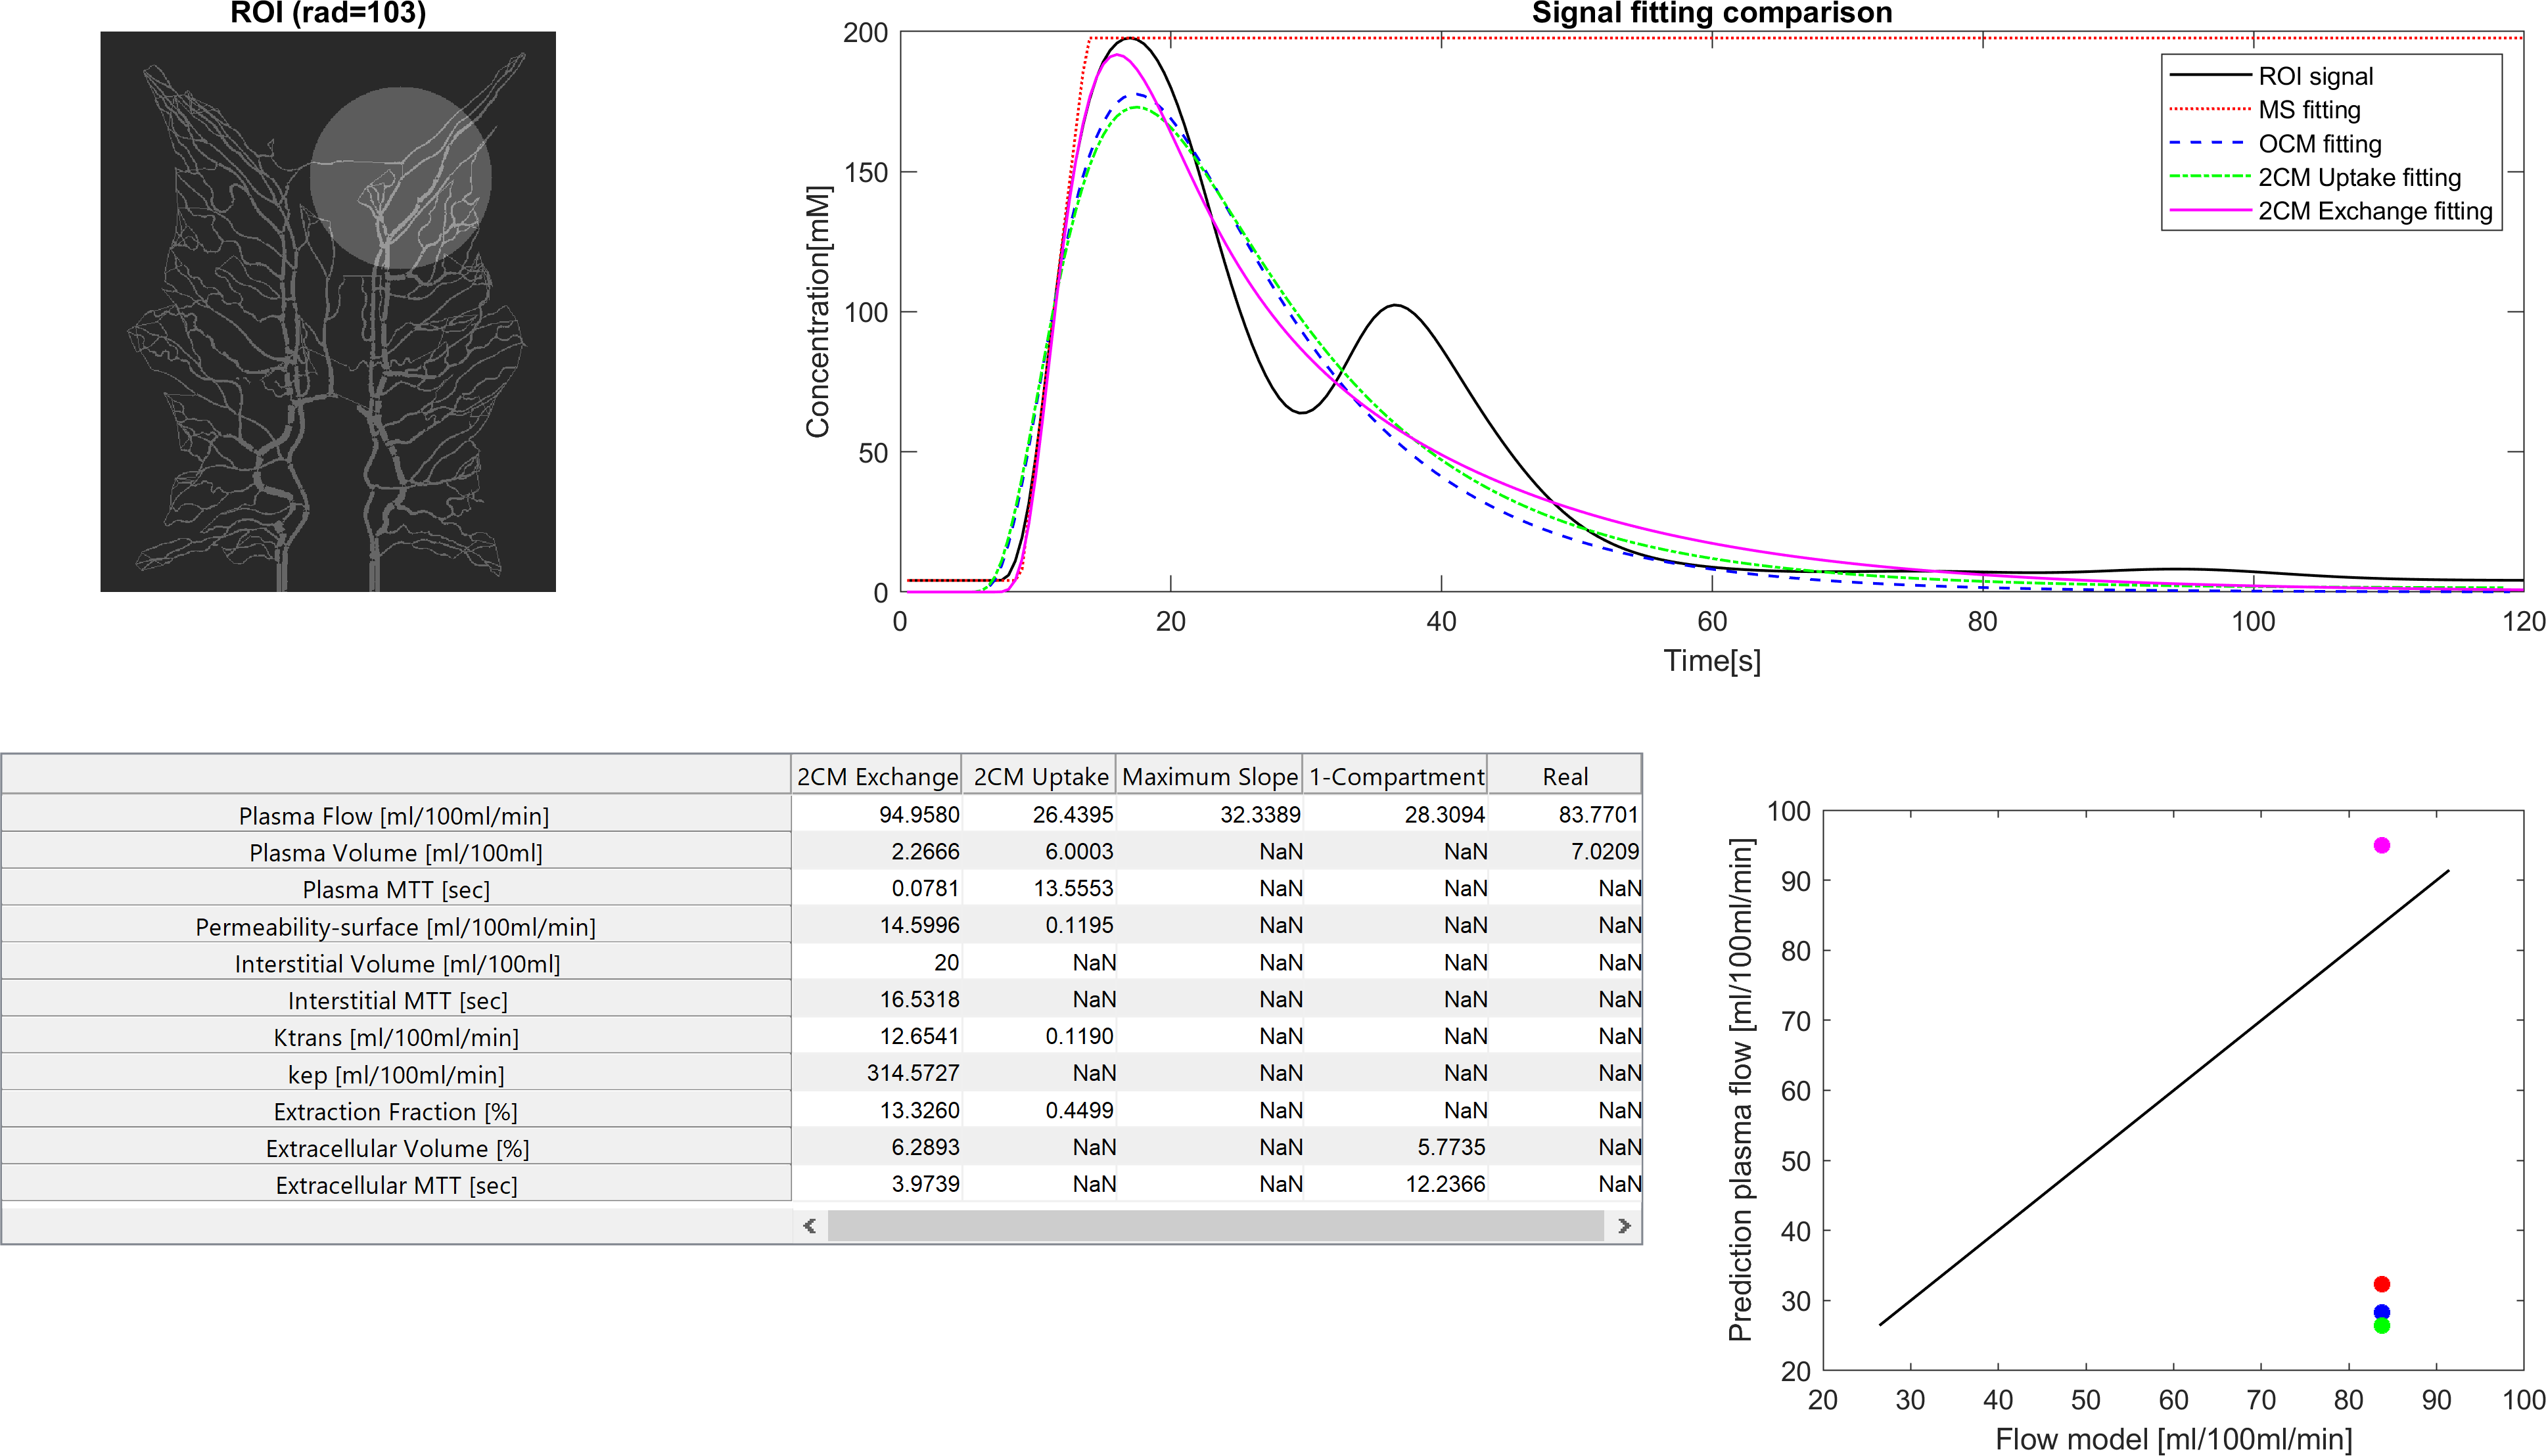 ROI (rad=103)
Signal fitting comparison
200
150
100
50
0
Concentration[mM]
0 20 40 60 80 100 120
Time[s]
ROI signal
MS fitting
OCM fitting
2CM Uptake fitting
2CM Exchange fitting
2CM Exchange 2CM Uptake Maximum Slope 1-Compartment Real
Plasma Flow [ml/100ml/min] 94.9580 26.4395 32.3389 28.3094 83.7701
Plasma Volume [ml/100ml] 2.2666 6.0003 NaN NaN 7.0209
Plasma MTT [sec] 0.0781 13.5553 NaN NaN NaN
Permeability-surface [ml/100ml/min] 14.5996 0.1195 NaN NaN NaN
Interstitial Volume [ml/100ml] 20 NaN NaN NaN NaN
Interstitial MTT [sec] 16.5318 NaN NaN NaN NaN
Ktrans [ml/100ml/min] 12.6541 0.1190 NaN NaN NaN
kep [ml/100ml/min] 314.5727 NaN NaN NaN NaN
Extraction Fraction [%] 13.3260 0.4499 NaN NaN NaN
Extracellular Volume [%] 6.2893 NaN NaN 5.7735 NaN
Extracellular MTT [sec] 3.9739 NaN NaN 12.2366 NaN
100
90
80
70
60
50
40
30
20
Prediction plasma flow [ml/100ml/min]
20 30 40 50 60 70 80 90 100
Flow model [ml/100ml/min]